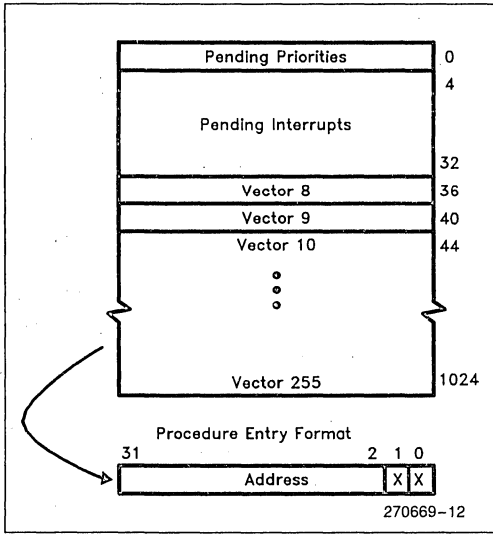 Pending Priorities 0
4
Pending Interrupts
32
Vector 8 36
Vector 9 40
Vector 10 44
Vector 255 1024
Procedure Entry Format
31 2 1 0
Address X X
270669-12